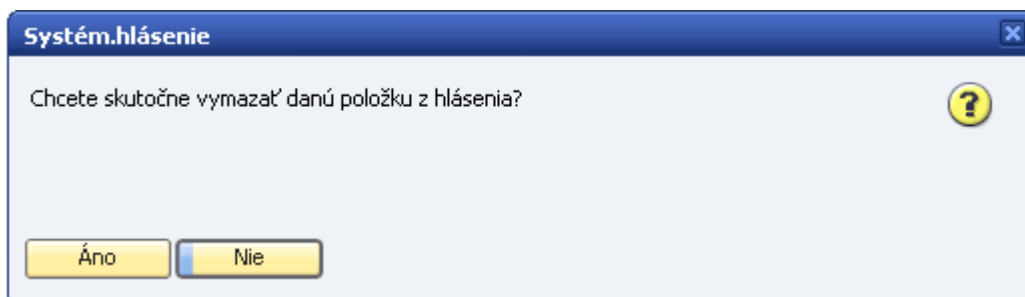 Systém.hlásenie
Chcete skutočne vymazať danú položku z hlásenia?
Áno Nie